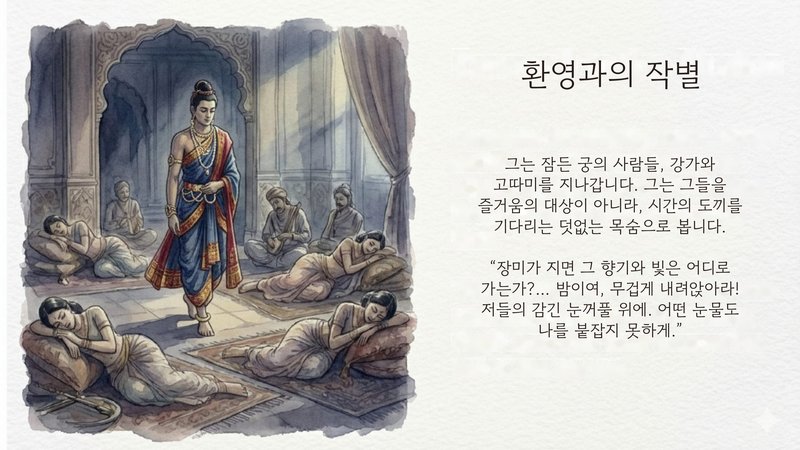 환영과의 작별
그는 잠든 궁의 사람들, 강가와
고따미를 지나갑니다. 그는 그들을
즐거움의 대상이 아니라, 시간의 도끼를
기다리는 덧없는 목숨으로 봅니다.
“장미가 지면 그 향기와 빛은 어디로
가는가?... 밤이여, 무겁게 내려앉아라!
저들의 감긴 눈꺼풀 위에. 어떤 눈물도
나를 붙잡지 못하게.”